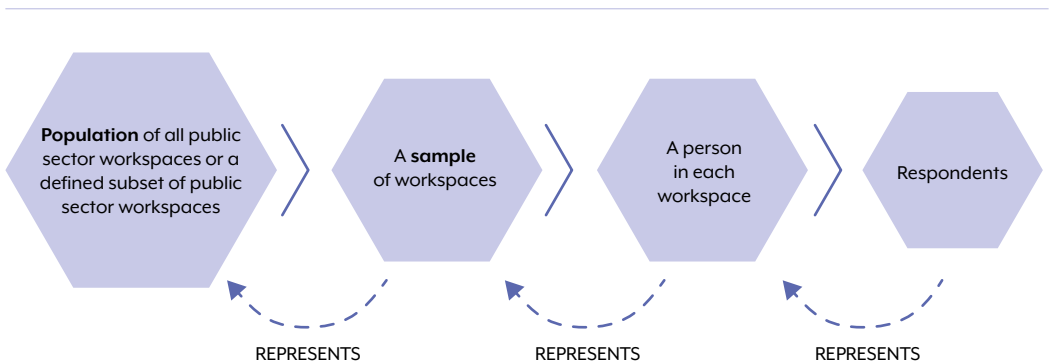 Population of all public
sector workspaces or a
defined subset of public
sector workspaces
A sample
of workspaces
A person
in each
workspace
Respondents
REPRESENTS
REPRESENTS
REPRESENTS